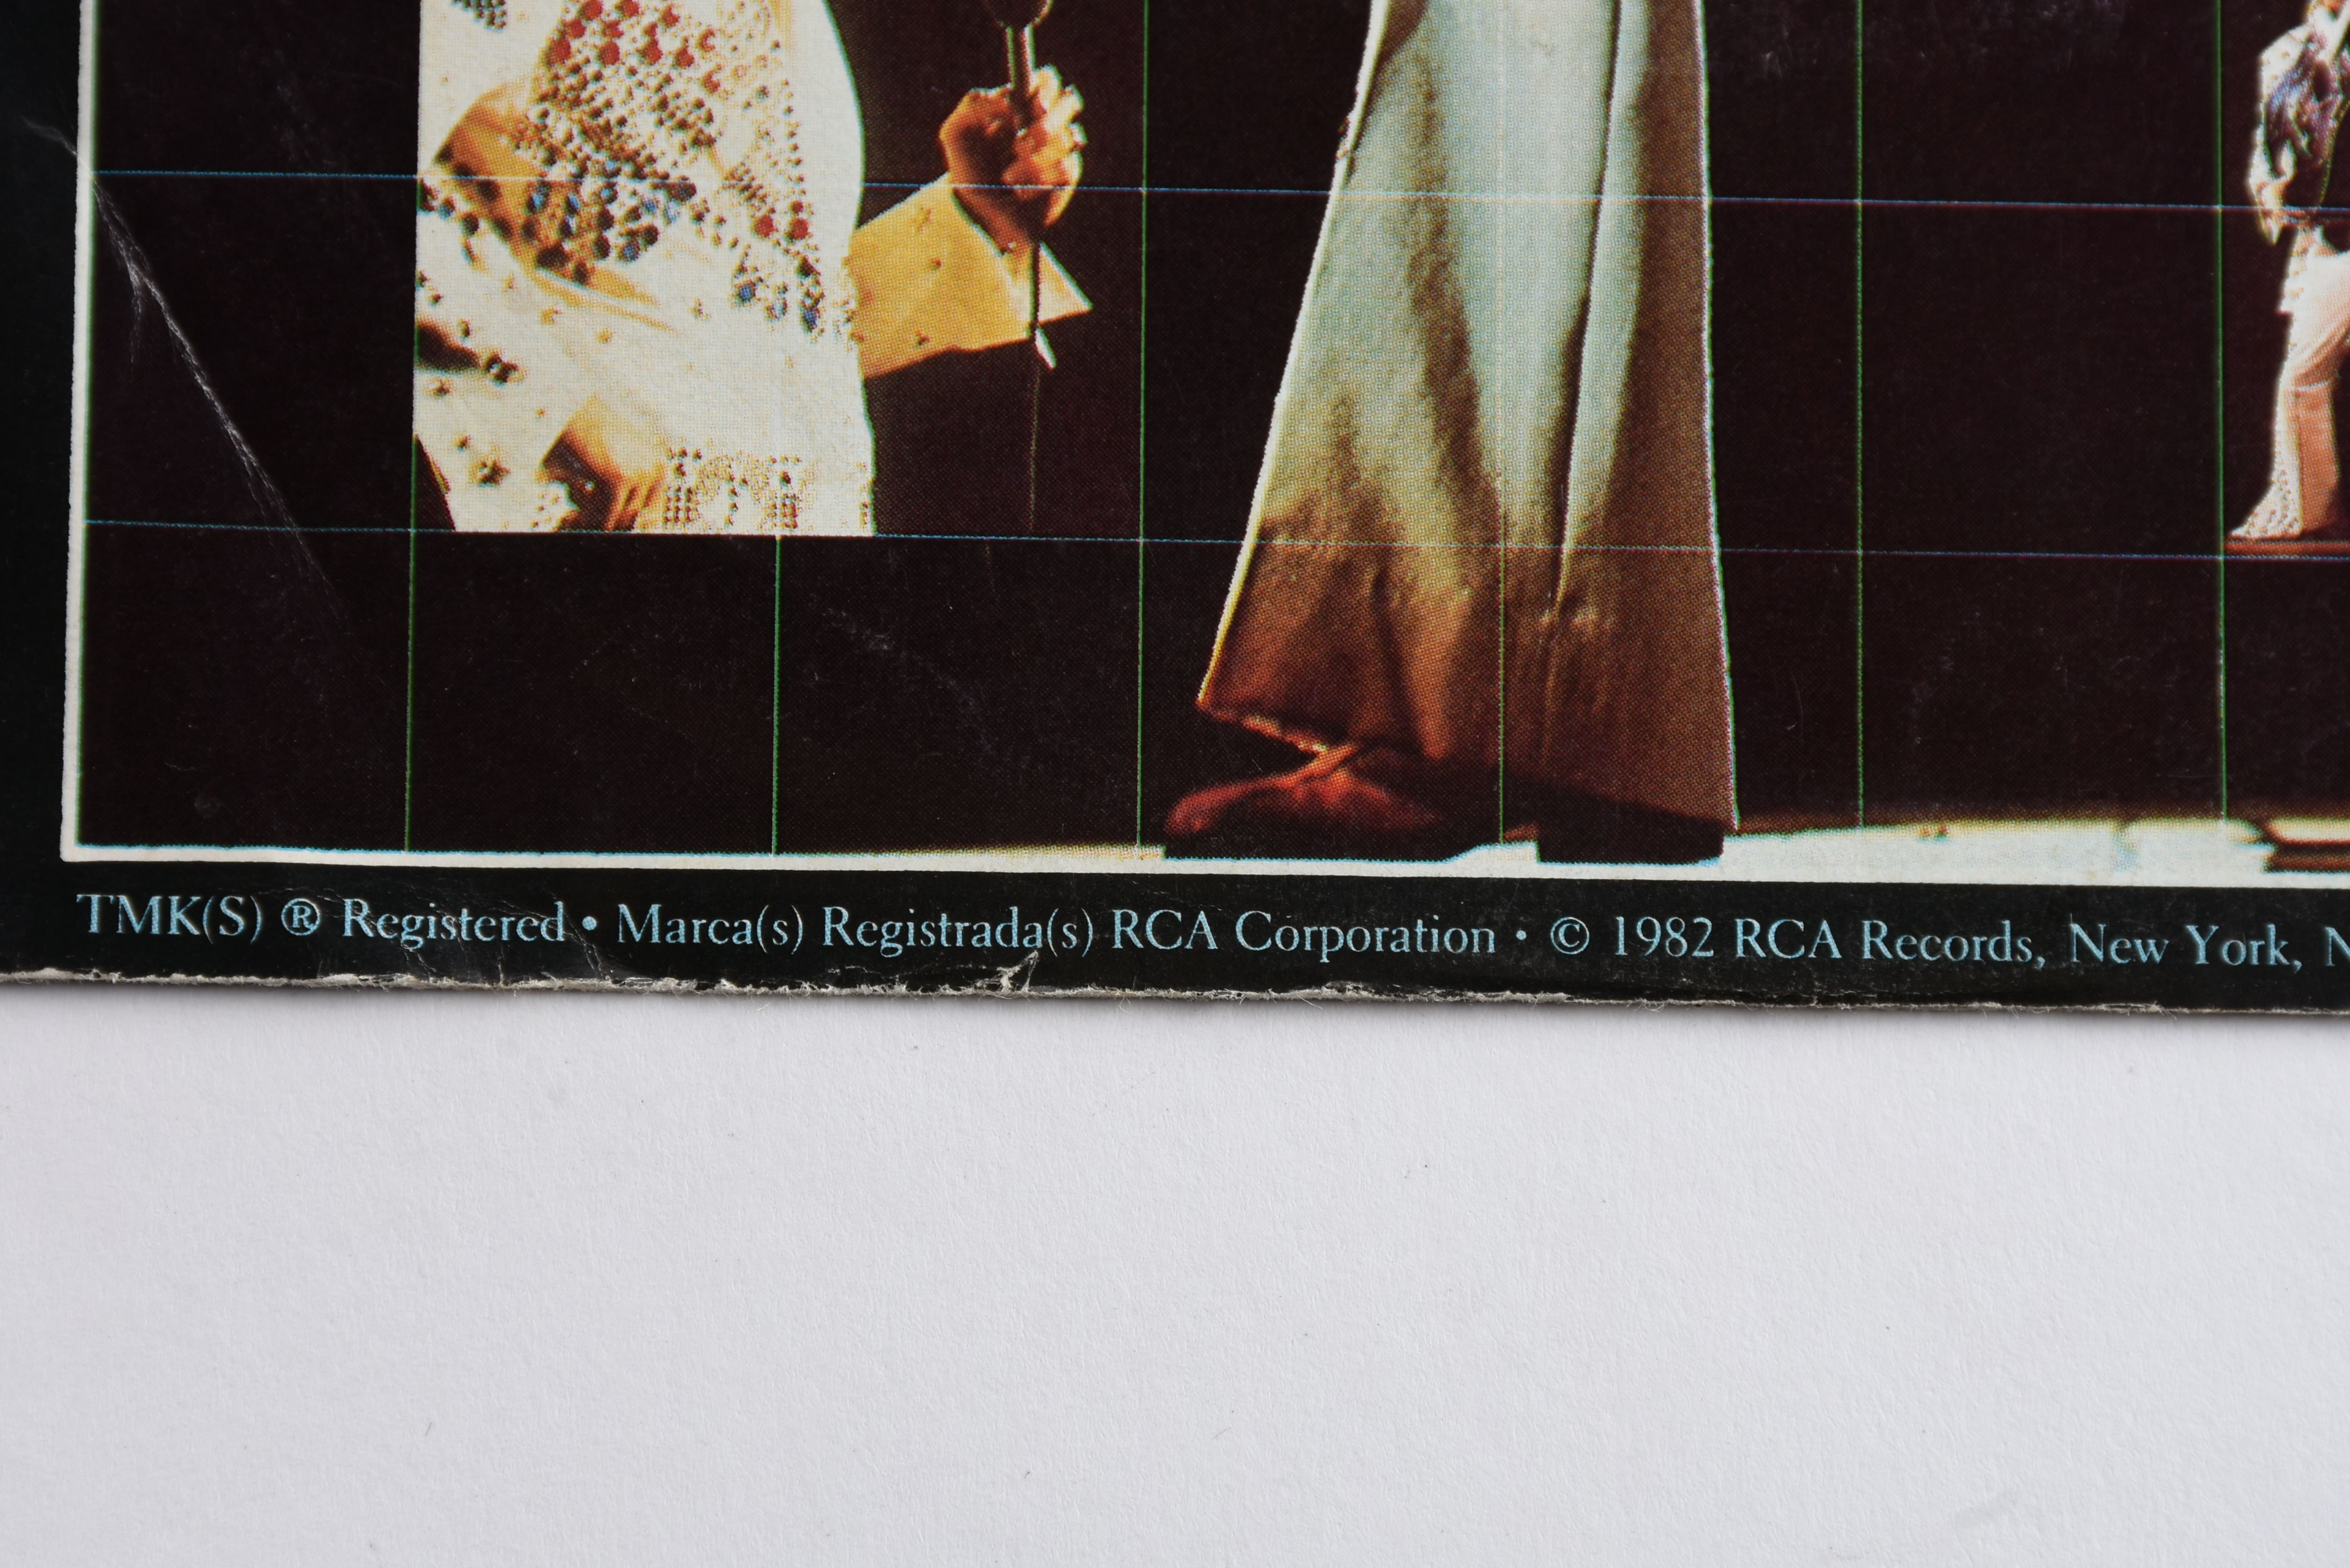 TMK(S) ® Registered • Marca(s) Registrada(s) RCA Corporation • © 1982 RCA Records, New York, N